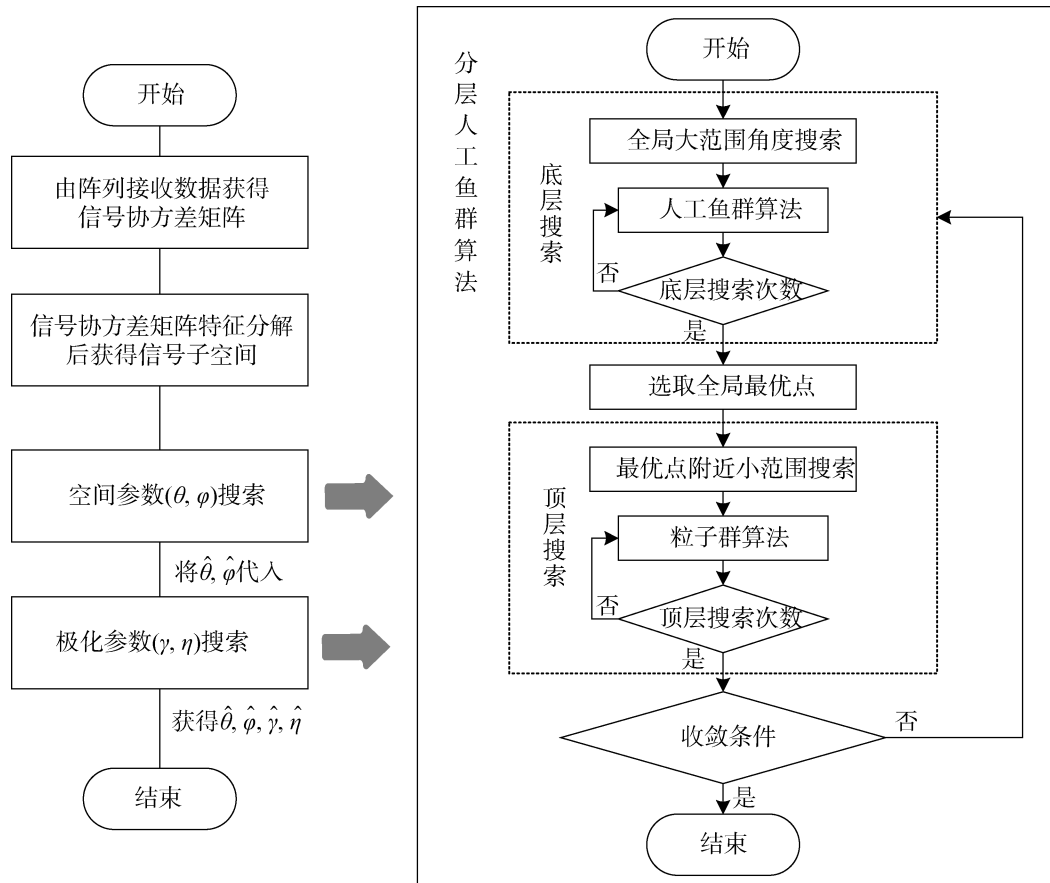 开始
由阵列接收数据获得
信号协方差矩阵
信号协方差矩阵特征分解
后获得信号子空间
空间参数(θ, φ)搜索
将θ̂, φ̂代入
极化参数(γ, η)搜索
获得θ̂, φ̂, γ̂, η̂
结束
分层人工鱼群算法
开始
底层搜索
全局大范围角度搜索
人工鱼群算法
否
底层搜索次数
是
选取全局最优点
顶层搜索
最优点附近小范围搜索
粒子群算法
否
顶层搜索次数
是
收敛条件
否
是
结束